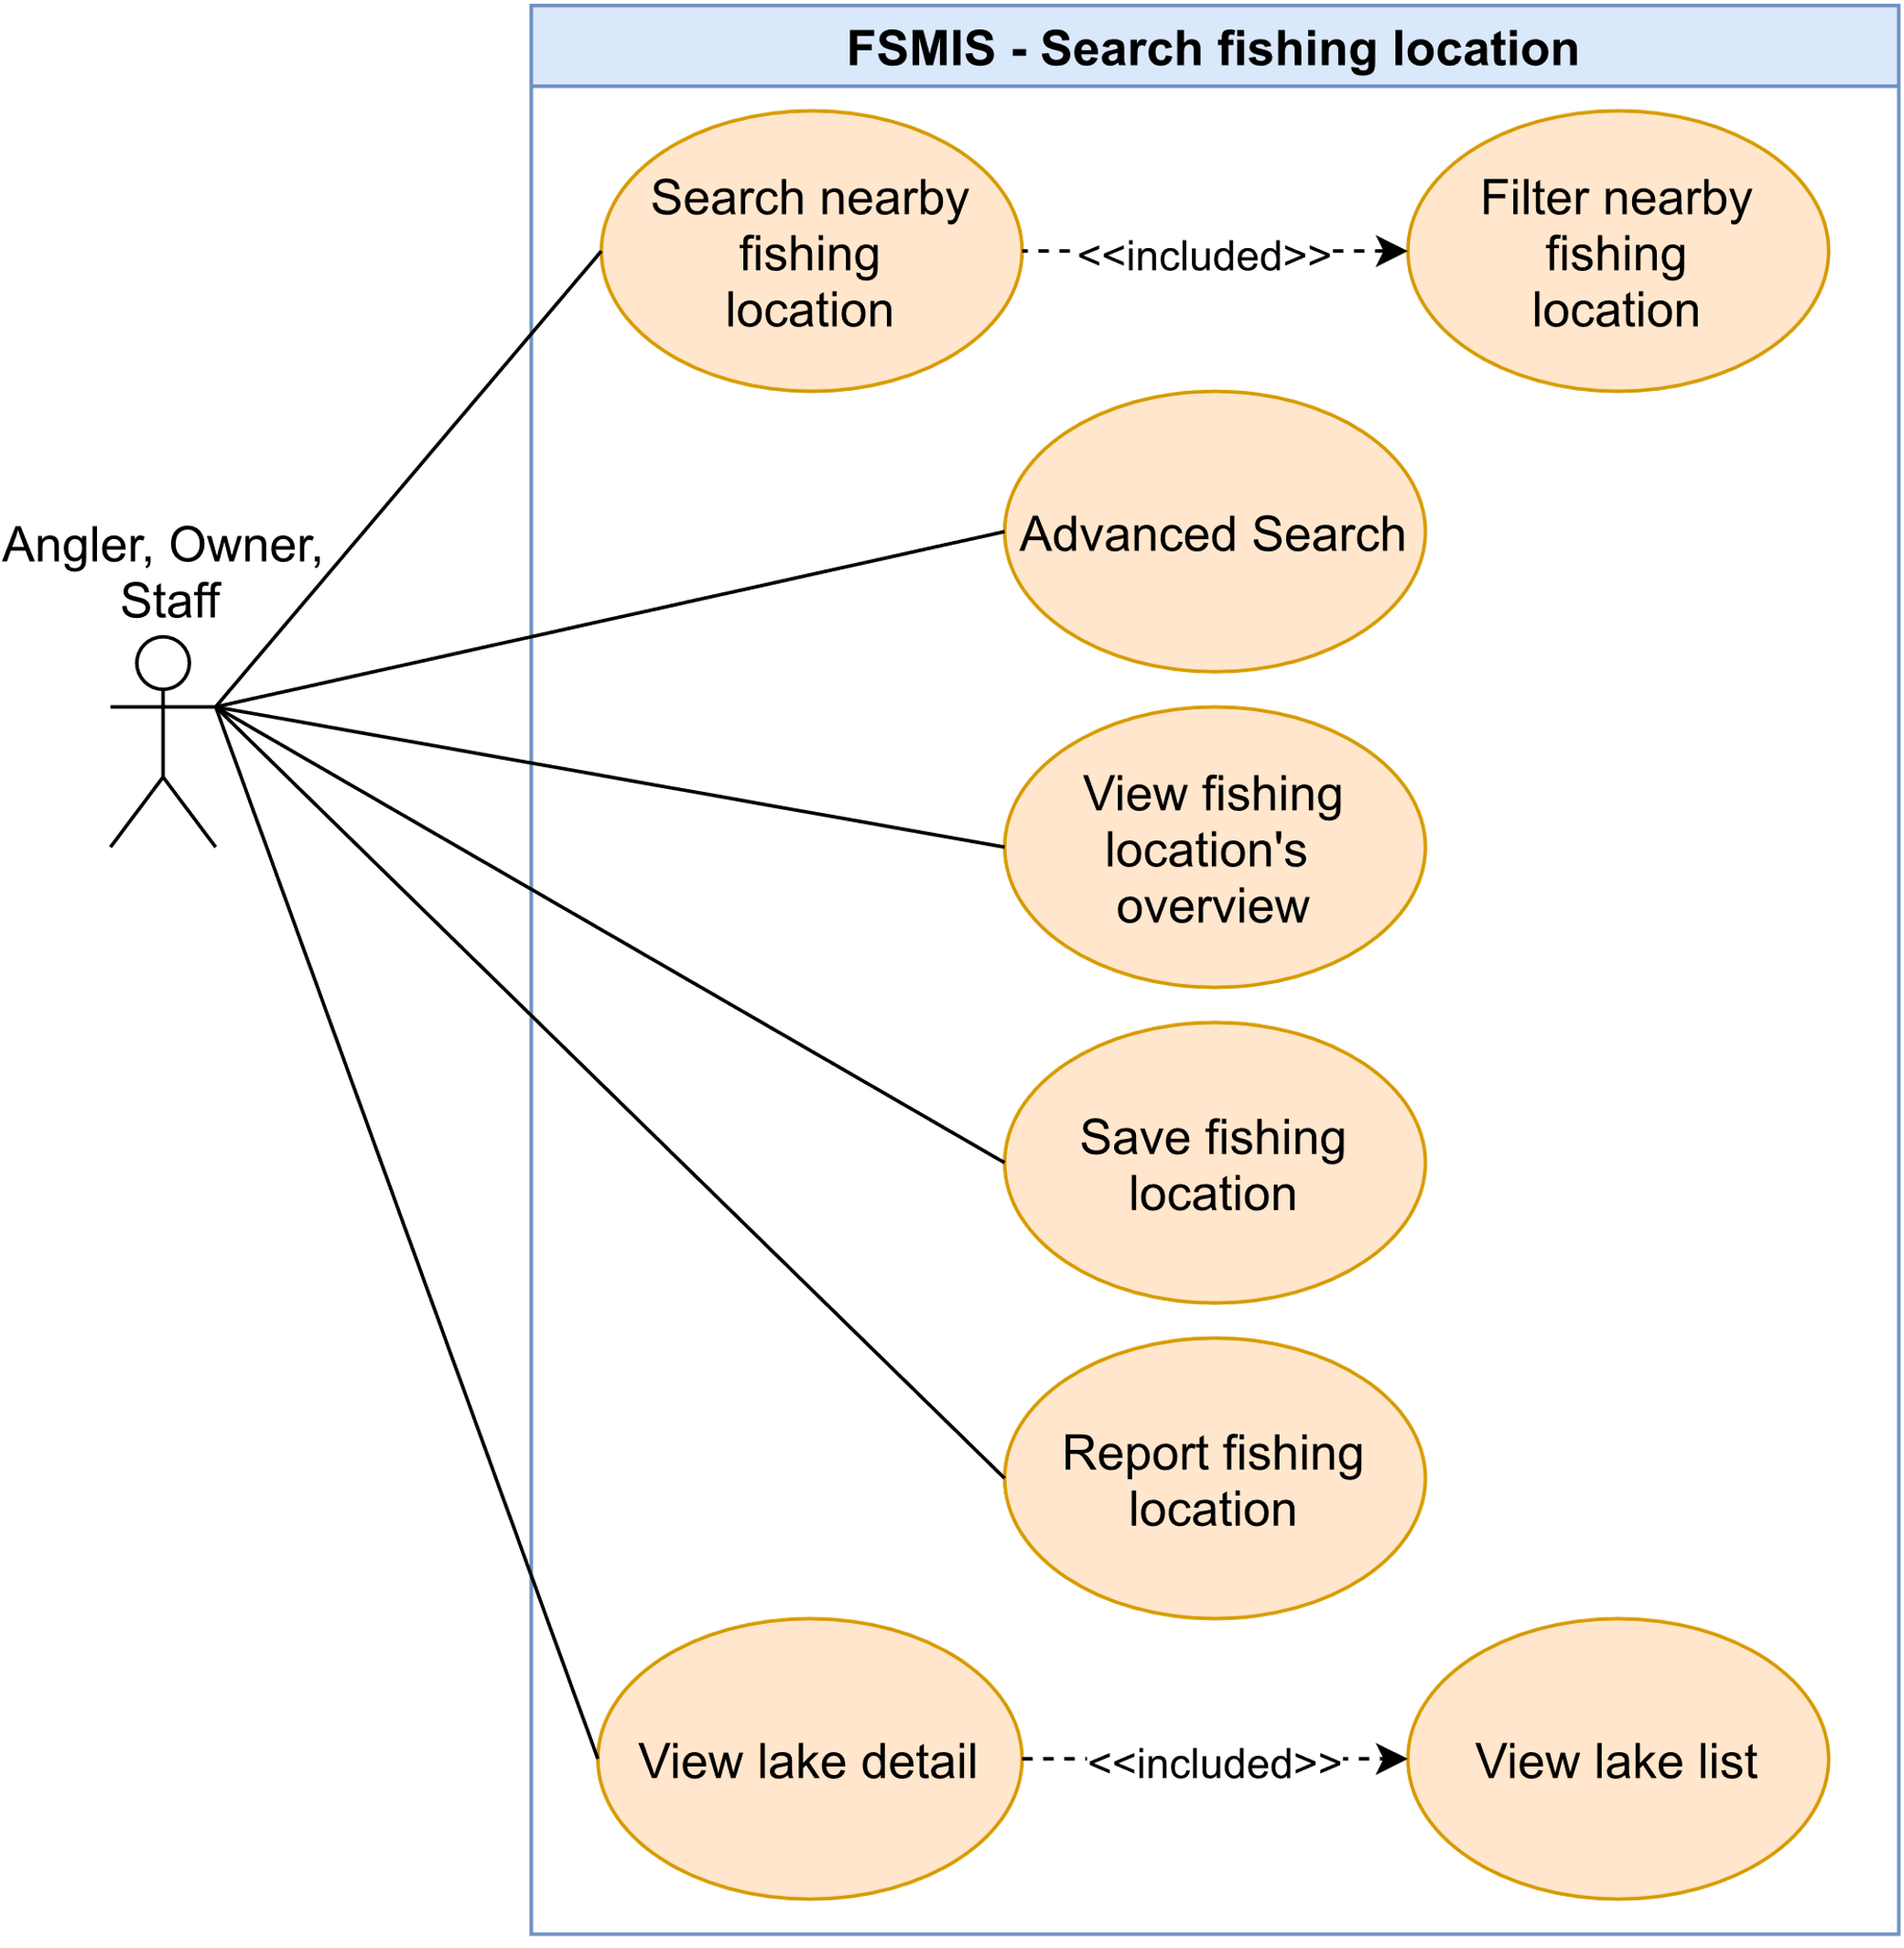 FSMIS - Search fishing location
Search nearby
fishing
location
<<included>>
Filter nearby
fishing
location
Advanced Search
Angler, Owner,
Staff
View fishing
location's
overview
Save fishing
location
Report fishing
location
View lake detail
<<included>>
View lake list